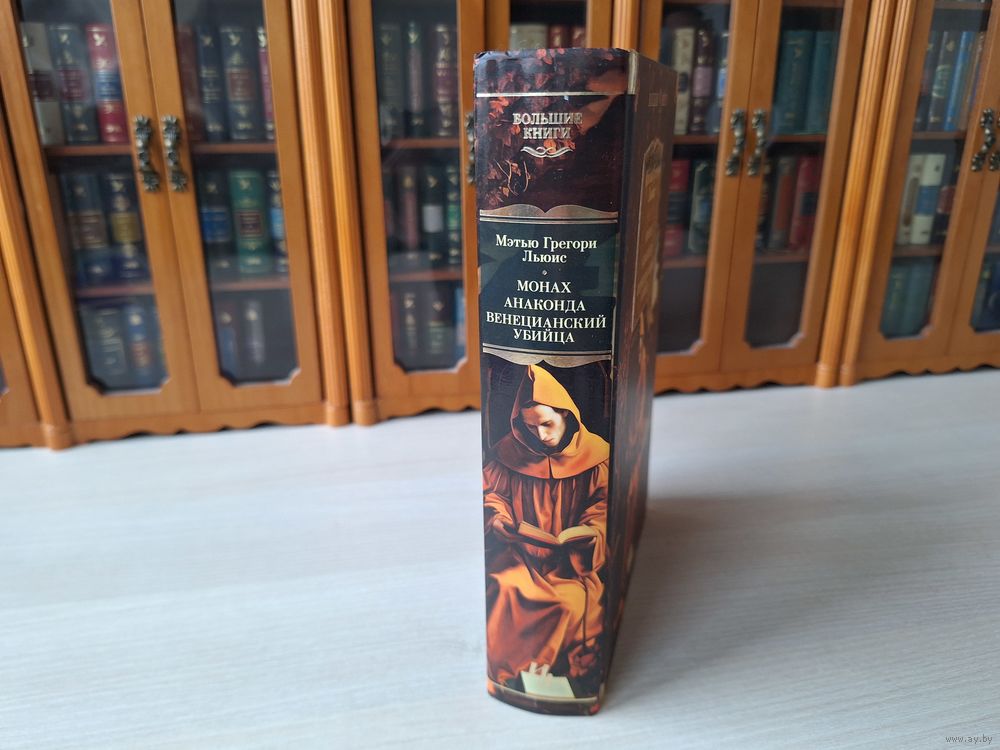 БОЛЬШИЕ
КНИГИ
Мэтью Грегори
Льюис
МОНАХ
АНАКОНДА
ВЕНЕЦИАНСКИЙ
УБИЙЦА
www.ay.by